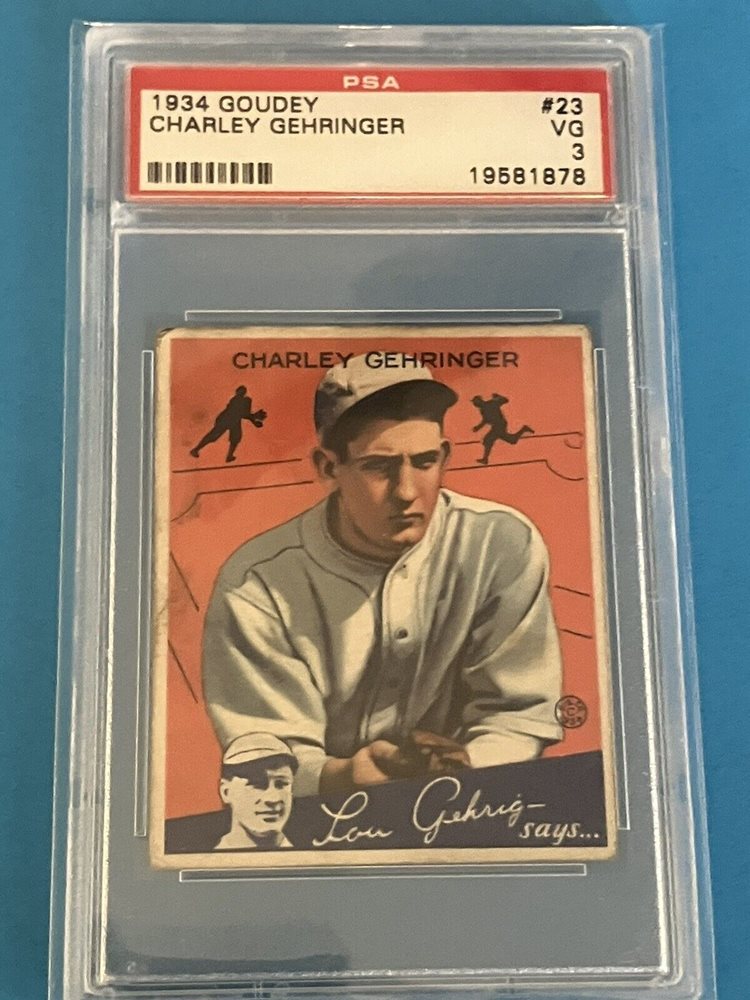 PSA
1934 GOUDEY #23
CHARLEY GEHRINGER VG
3
19581878
CHARLEY GEHRINGER
Lou Gehrig–
says...